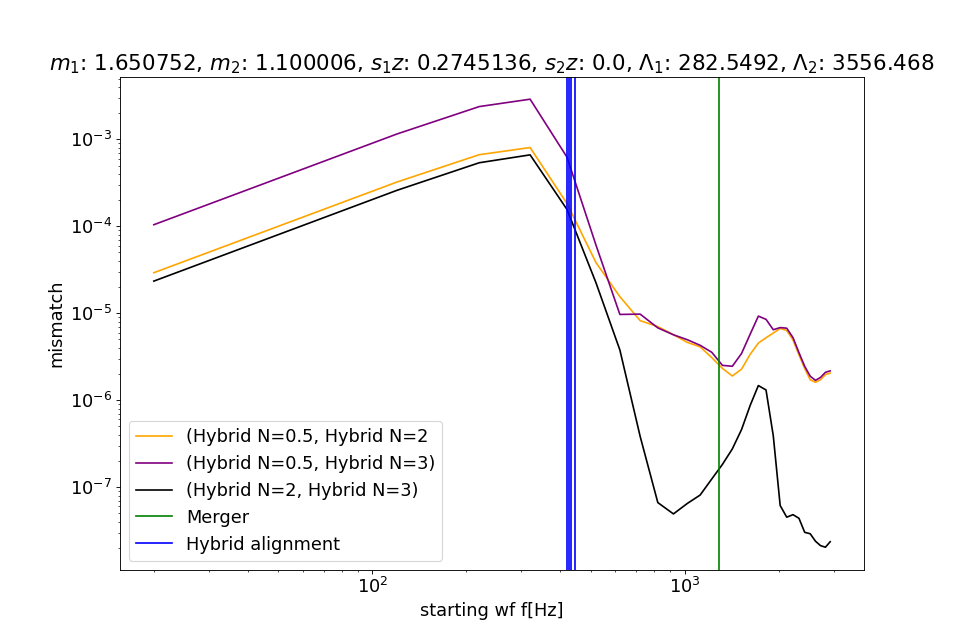 m₁: 1.650752, m₂: 1.100006, s₁z: 0.2745136, s₂z: 0.0, Λ₁: 282.5492, Λ₂: 3556.468
mismatch
10⁻³
10⁻⁴
10⁻⁵
10⁻⁶
10⁻⁷
(Hybrid N=0.5, Hybrid N=2
(Hybrid N=0.5, Hybrid N=3)
(Hybrid N=2, Hybrid N=3)
Merger
Hybrid alignment
10² 10³
starting wf f[Hz]